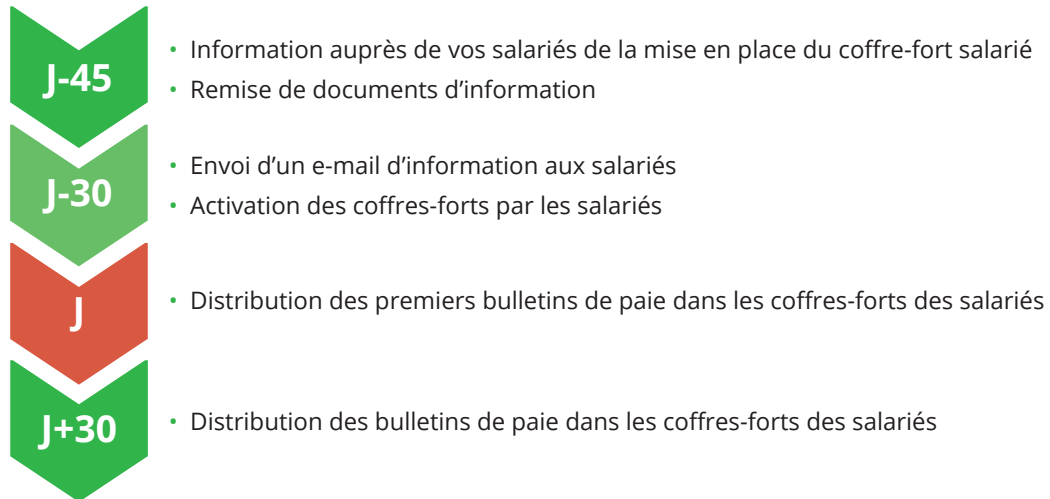 J-45
• Information auprès de vos salariés de la mise en place du coffre-fort salarié
• Remise de documents d’information
J-30
• Envoi d’un e-mail d’information aux salariés
• Activation des coffres-forts par les salariés
J
• Distribution des premiers bulletins de paie dans les coffres-forts des salariés
J+30
• Distribution des bulletins de paie dans les coffres-forts des salariés